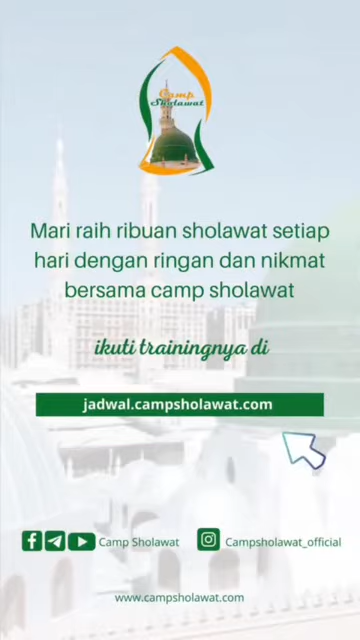 Camp
Sholawat
Mari raih ribuan sholawat setiap
hari dengan ringan dan nikmat
bersama camp sholawat
ikuti trainingnya di
jadwal.campsholawat.com
Camp Sholawat
Campsholawat_official
www.campsholawat.com